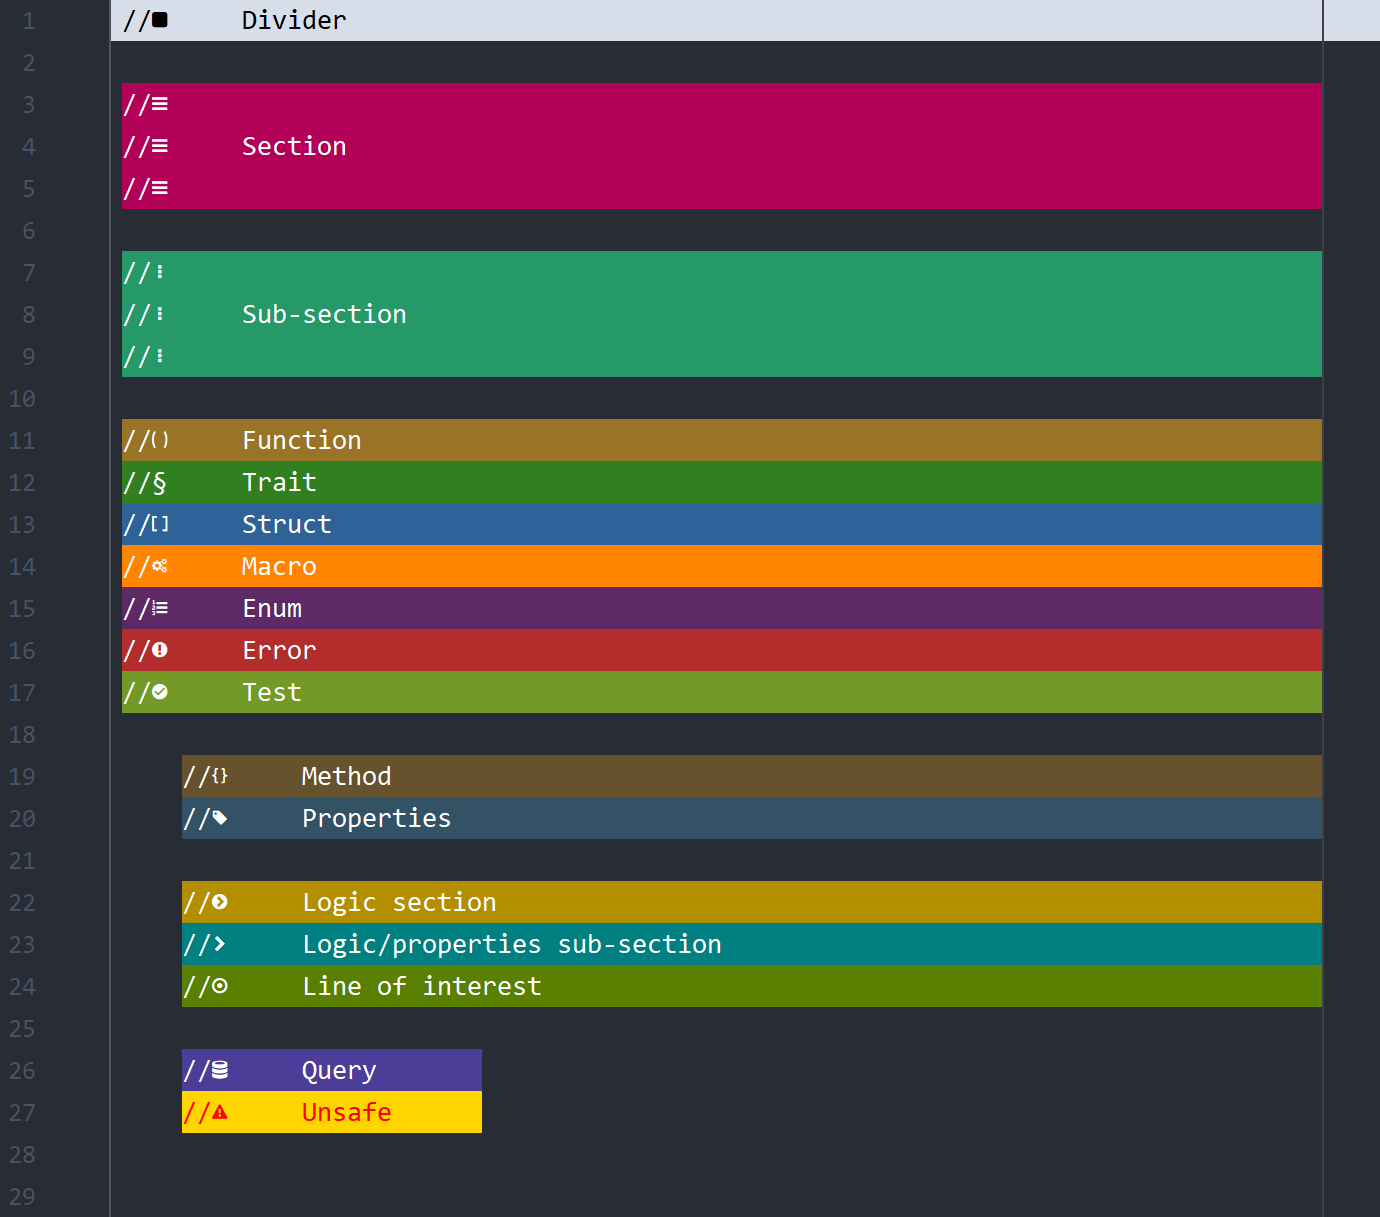 1 //■ Divider
2
3 //≡
4 //≡ Section
5 //≡
6
7 //⋮
8 //⋮ Sub-section
9 //⋮
10
11 //() Function
12 //§ Trait
13 //[] Struct
14 // Macro
15 // Enum
16 // Error
17 // Test
18
19 //{} Method
20 // Properties
21
22 // Logic section
23 // Logic/properties sub-section
24 // Line of interest
25
26 // Query
27 // Unsafe
28
29